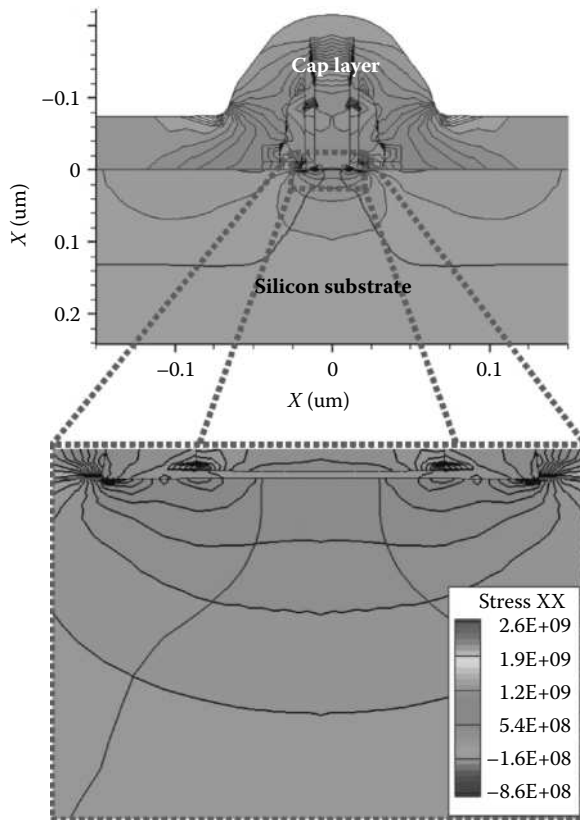 Cap layer
−0.1
0
0.1
0.2
X (um)
Silicon substrate
−0.1
0
0.1
X (um)
Stress XX
2.6E+09
1.9E+09
1.2E+09
5.4E+08
−1.6E+08
−8.6E+08